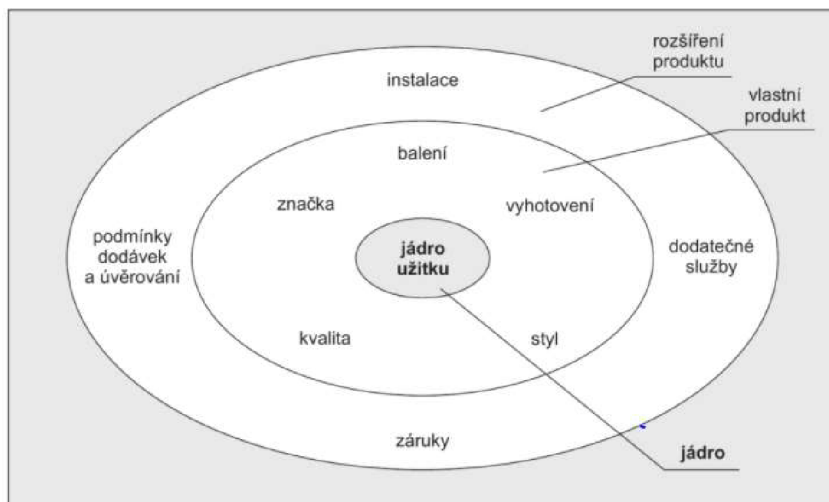 rozšíření
produktu
instalace
vlastní
produkt
balení
značka
vyhotovení
podmínky
dodávek
a úvěrování
jádro
užitku
dodatečné
služby
kvalita
styl
záruky
jádro